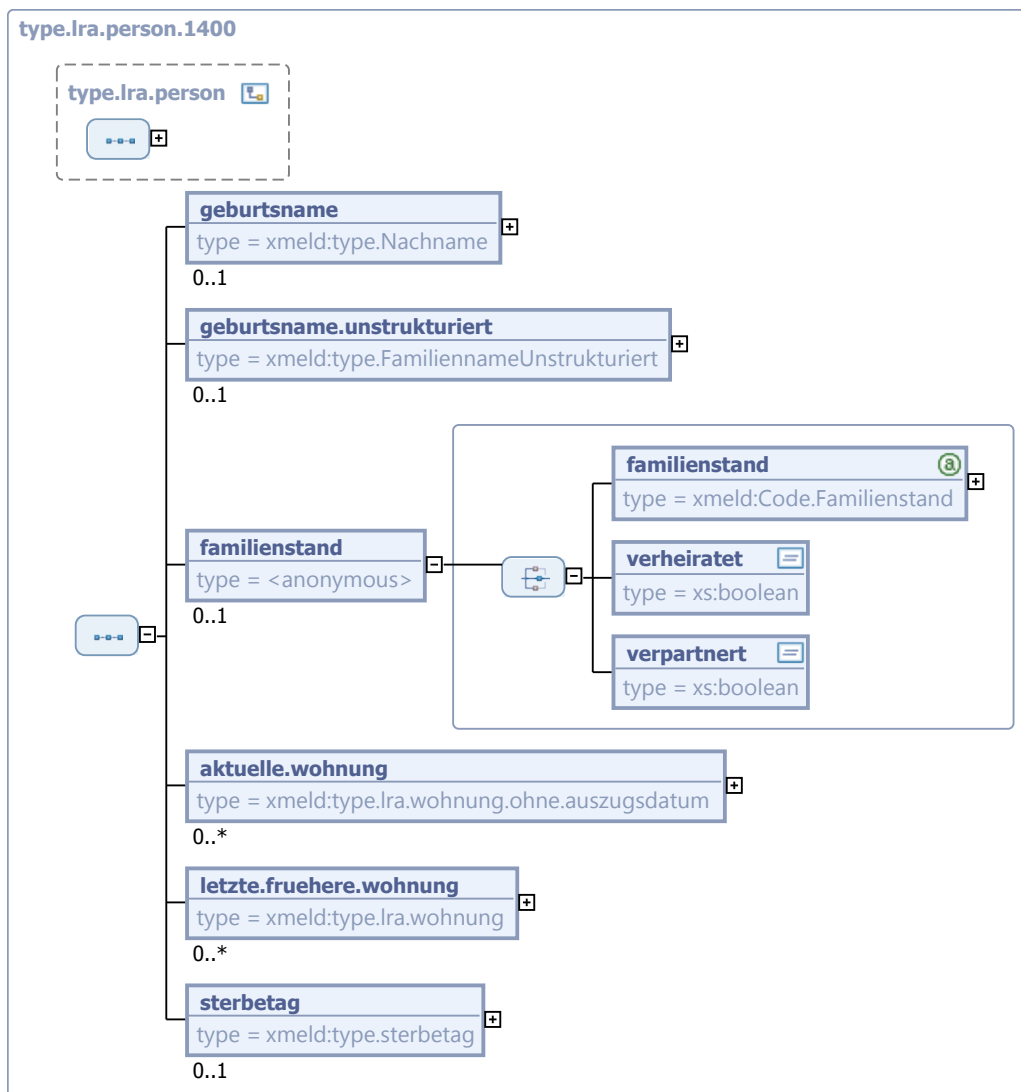 type.lra.person.1400
type.lra.person
geburtsname
type = xmeld:type.Nachname
0..1
geburtsname.unstrukturiert
type = xmeld:type.FamiliennameUnstrukturiert
0..1
familienstand
type = <anonymous>
0..1
familienstand
type = xmeld:Code.Familienstand
verheiratet
type = xs:boolean
verpartnert
type = xs:boolean
aktuelle.wohnung
type = xmeld:type.lra.wohnung.ohne.auszugsdatum
0..*
letzte.fruehere.wohnung
type = xmeld:type.lra.wohnung
0..*
sterbetag
type = xmeld:type.sterbetag
0..1